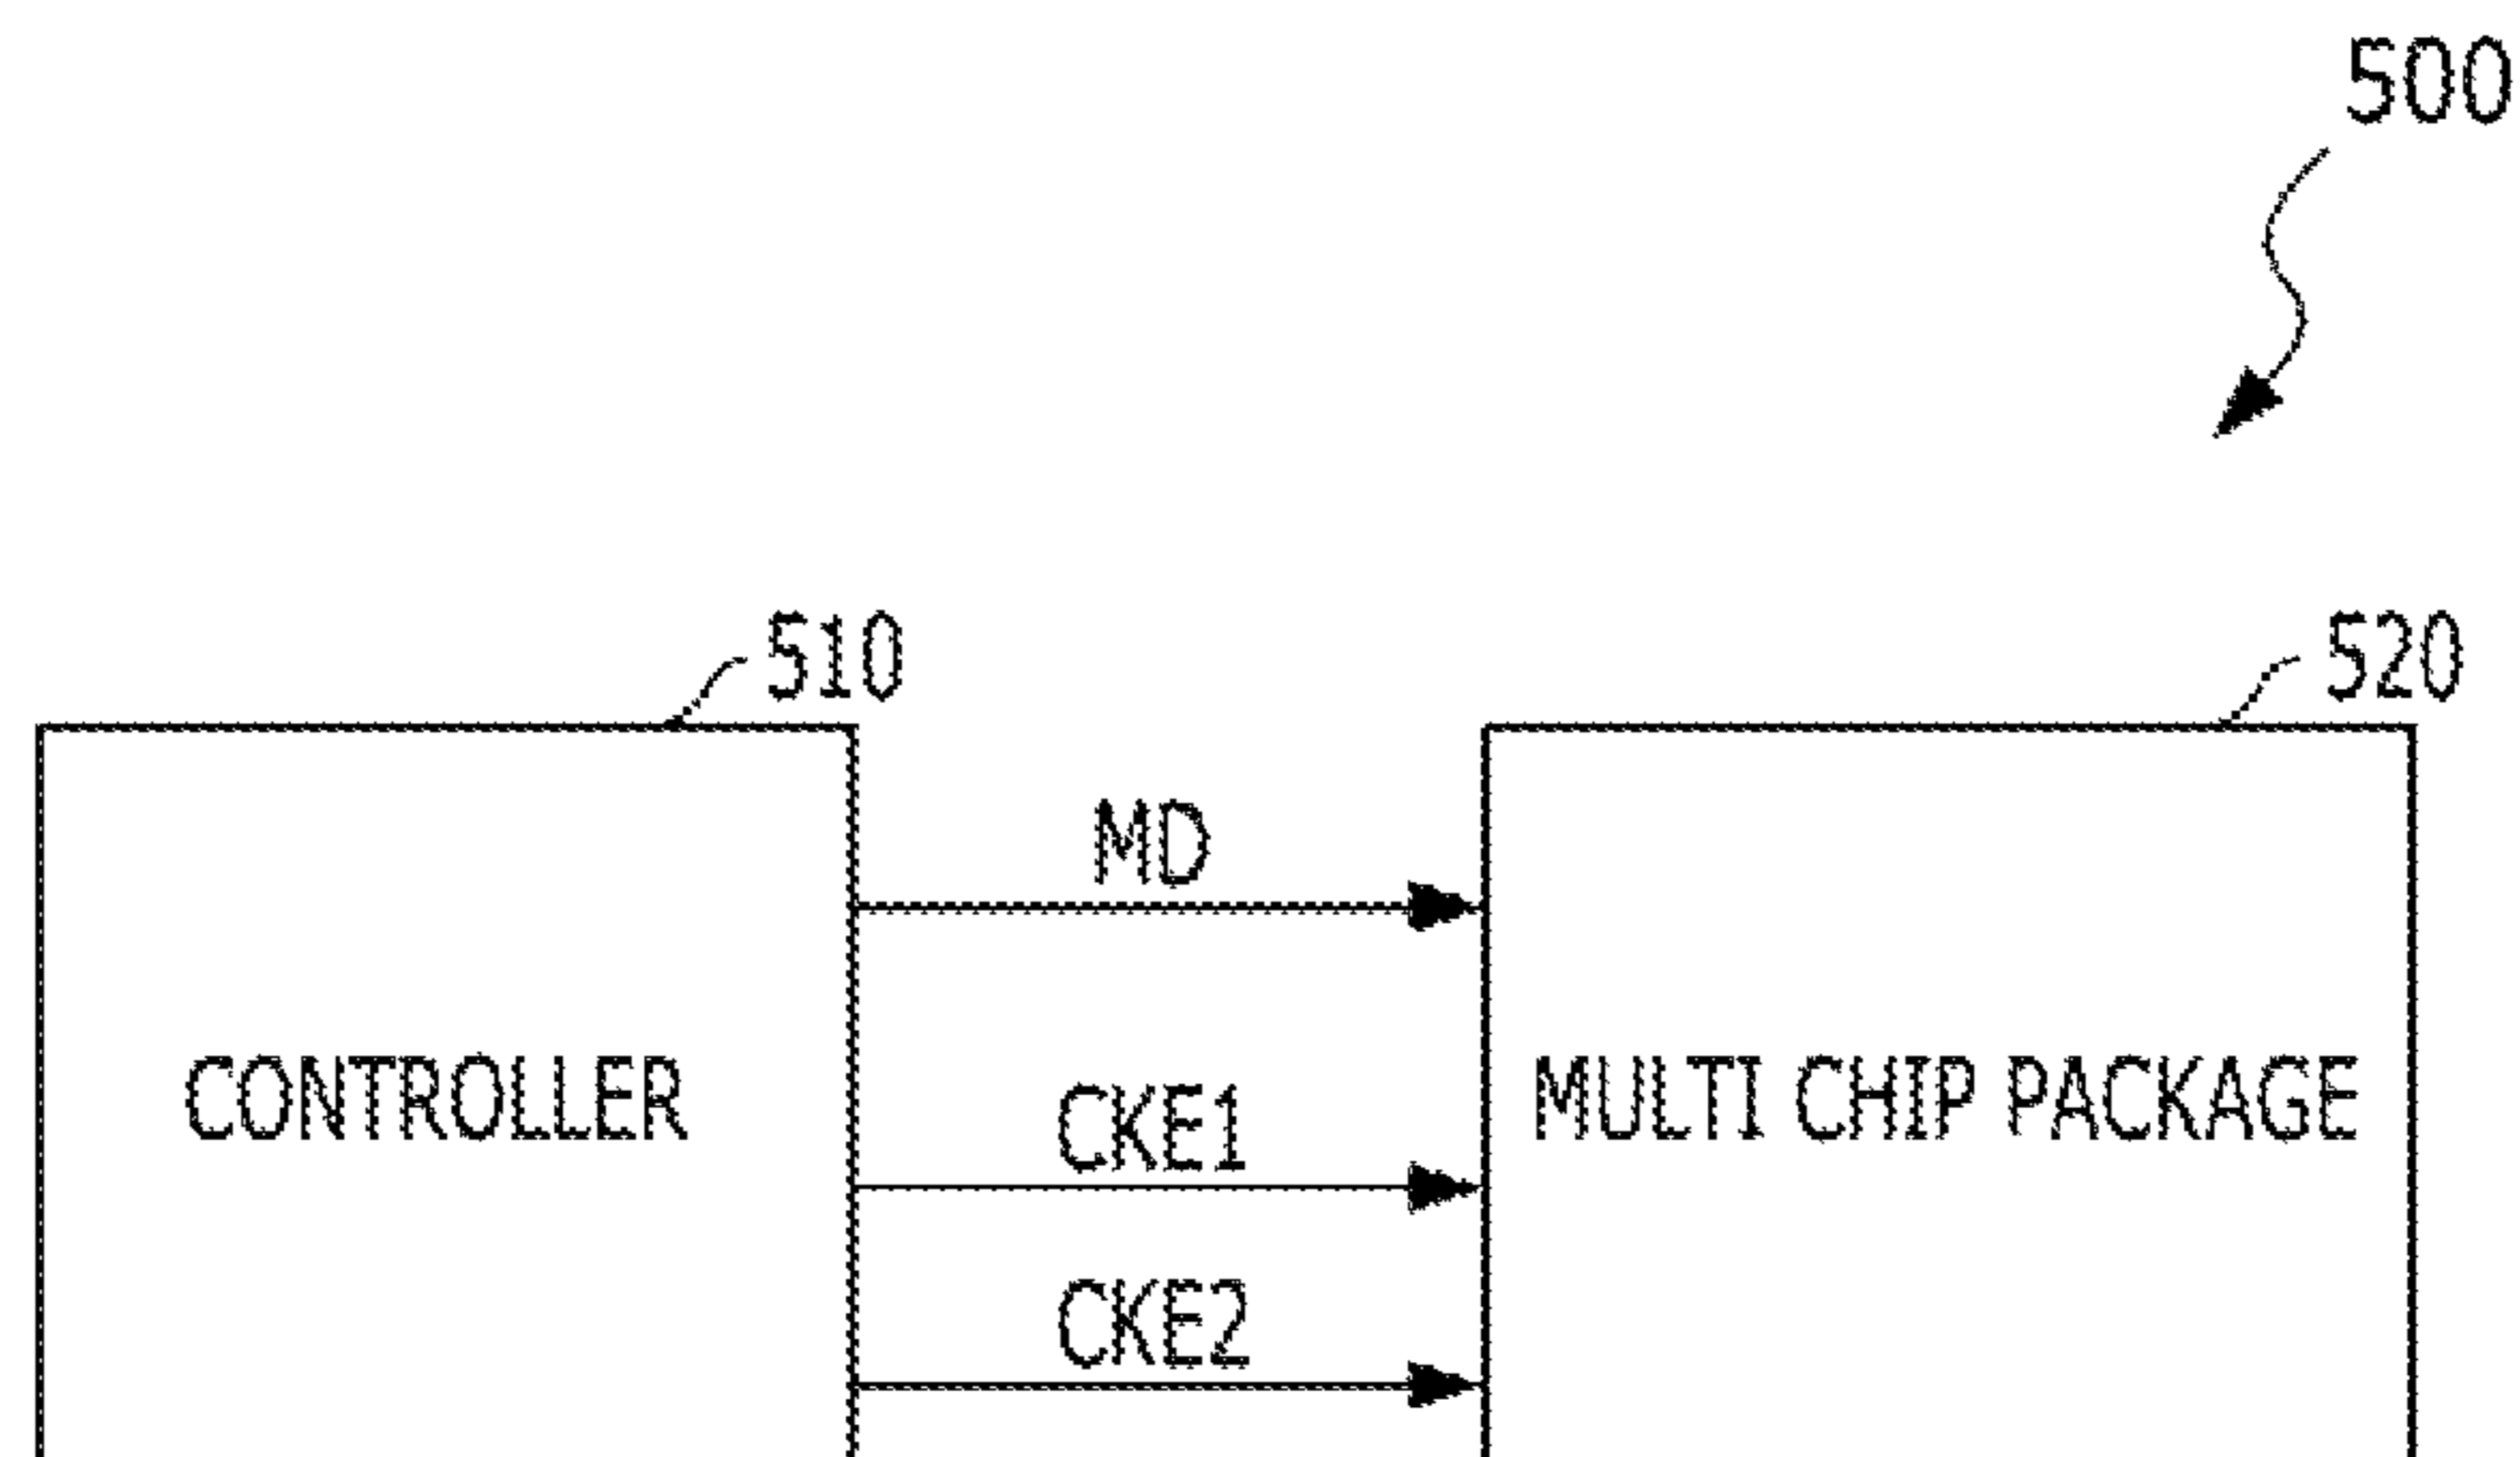 500
510
520
MD
CONTROLLER
MULTI CHIP PACKAGE
CKE1
CKE2